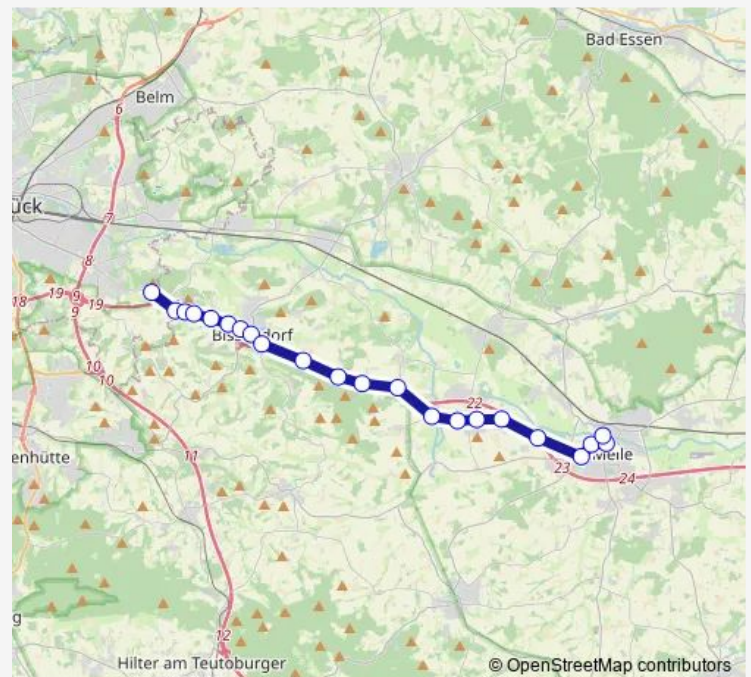 Bad Essen
Belm
6
ück
7
8
18
19
9
19
9
Bissendorf
10
10
22
enhütte
11
Melle
23
24
g
12
Hilter am Teutoburger
© OpenStreetMap contributors